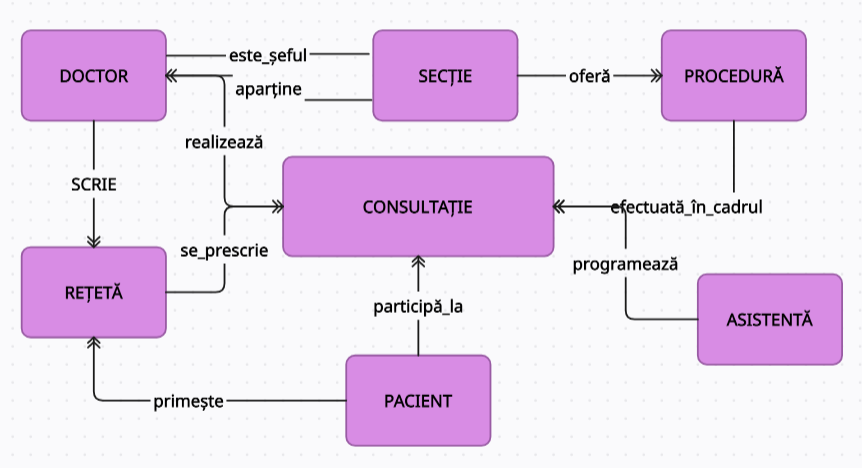 DOCTOR
este_șeful
SECȚIE
oferă
PROCEDURĂ
aparține
realizează
SCRIE
CONSULTAȚIE
efectuată_în_cadrul
se_prescrie
programează
REȚETĂ
participă_la
ASISTENTĂ
primește
PACIENT